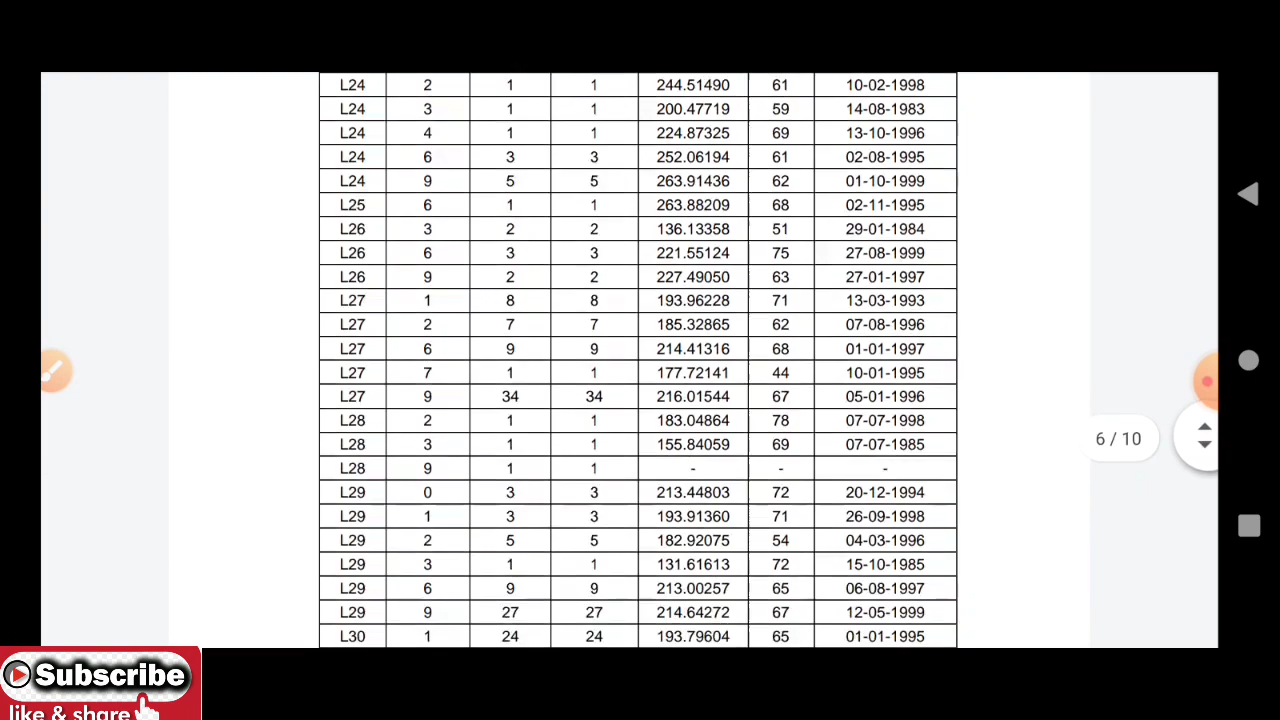 L24 2 1 1 244.51490 61 10-02-1998
L24 3 1 1 200.47719 59 14-08-1983
L24 4 1 1 224.87325 69 13-10-1996
L24 6 3 3 252.06194 61 02-08-1995
L24 9 5 5 263.91436 62 01-10-1999
L25 6 1 1 263.88209 68 02-11-1995
L26 3 2 2 136.13358 51 29-01-1984
L26 6 3 3 221.55124 75 27-08-1999
L26 9 2 2 227.49050 63 27-01-1997
L27 1 8 8 193.96228 71 13-03-1993
L27 2 7 7 185.32865 62 07-08-1996
L27 6 9 9 214.41316 68 01-01-1997
L27 7 1 1 177.72141 44 10-01-1995
L27 9 34 34 216.01544 67 05-01-1996
L28 2 1 1 183.04864 78 07-07-1998
L28 3 1 1 155.84059 69 07-07-1985
L28 9 1 1 - - -
L29 0 3 3 213.44803 72 20-12-1994
L29 1 3 3 193.91360 71 26-09-1998
L29 2 5 5 182.92075 54 04-03-1996
L29 3 1 1 131.61613 72 15-10-1985
L29 6 9 9 213.00257 65 06-08-1997
L29 9 27 27 214.64272 67 12-05-1999
L30 1 24 24 193.79604 65 01-01-1995
6 / 10
Subscribe
like & share